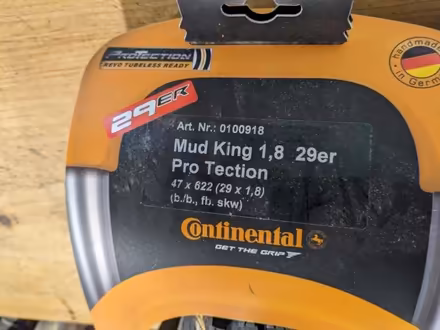 PROTECTION
REVO TUBELESS READY
handmade
in Germ
29ER
Art. Nr.: 0100918
Mud King 1,8 29er
Pro Tection
47 x 622 (29 x 1,8)
(b./b., fb. skw)
Continental
GET THE GRIP